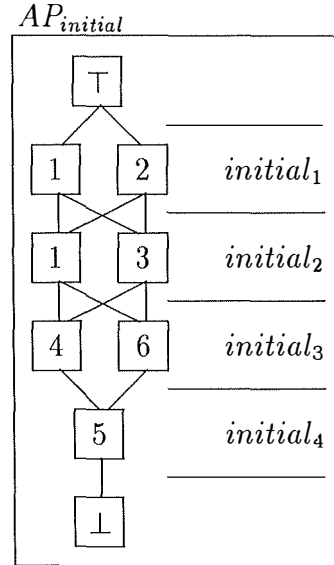 AP_initial
⊤
1 2 initial_1
1 3 initial_2
4 6 initial_3
5 initial_4
⊥